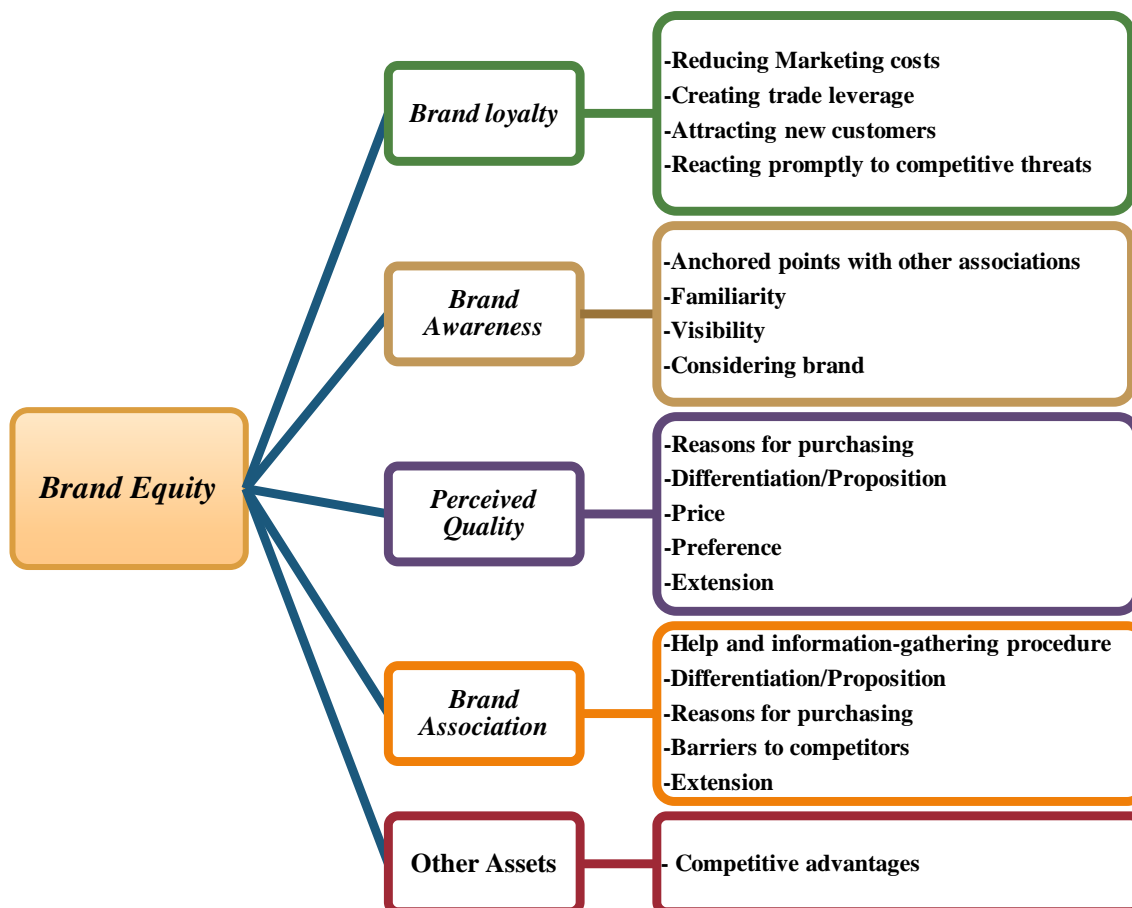 Brand Equity
Brand loyalty
-Reducing Marketing costs
-Creating trade leverage
-Attracting new customers
-Reacting promptly to competitive threats
Brand
Awareness
-Anchored points with other associations
-Familiarity
-Visibility
-Considering brand
Perceived
Quality
-Reasons for purchasing
-Differentiation/Proposition
-Price
-Preference
-Extension
Brand
Association
-Help and information-gathering procedure
-Differentiation/Proposition
-Reasons for purchasing
-Barriers to competitors
-Extension
Other Assets
- Competitive advantages